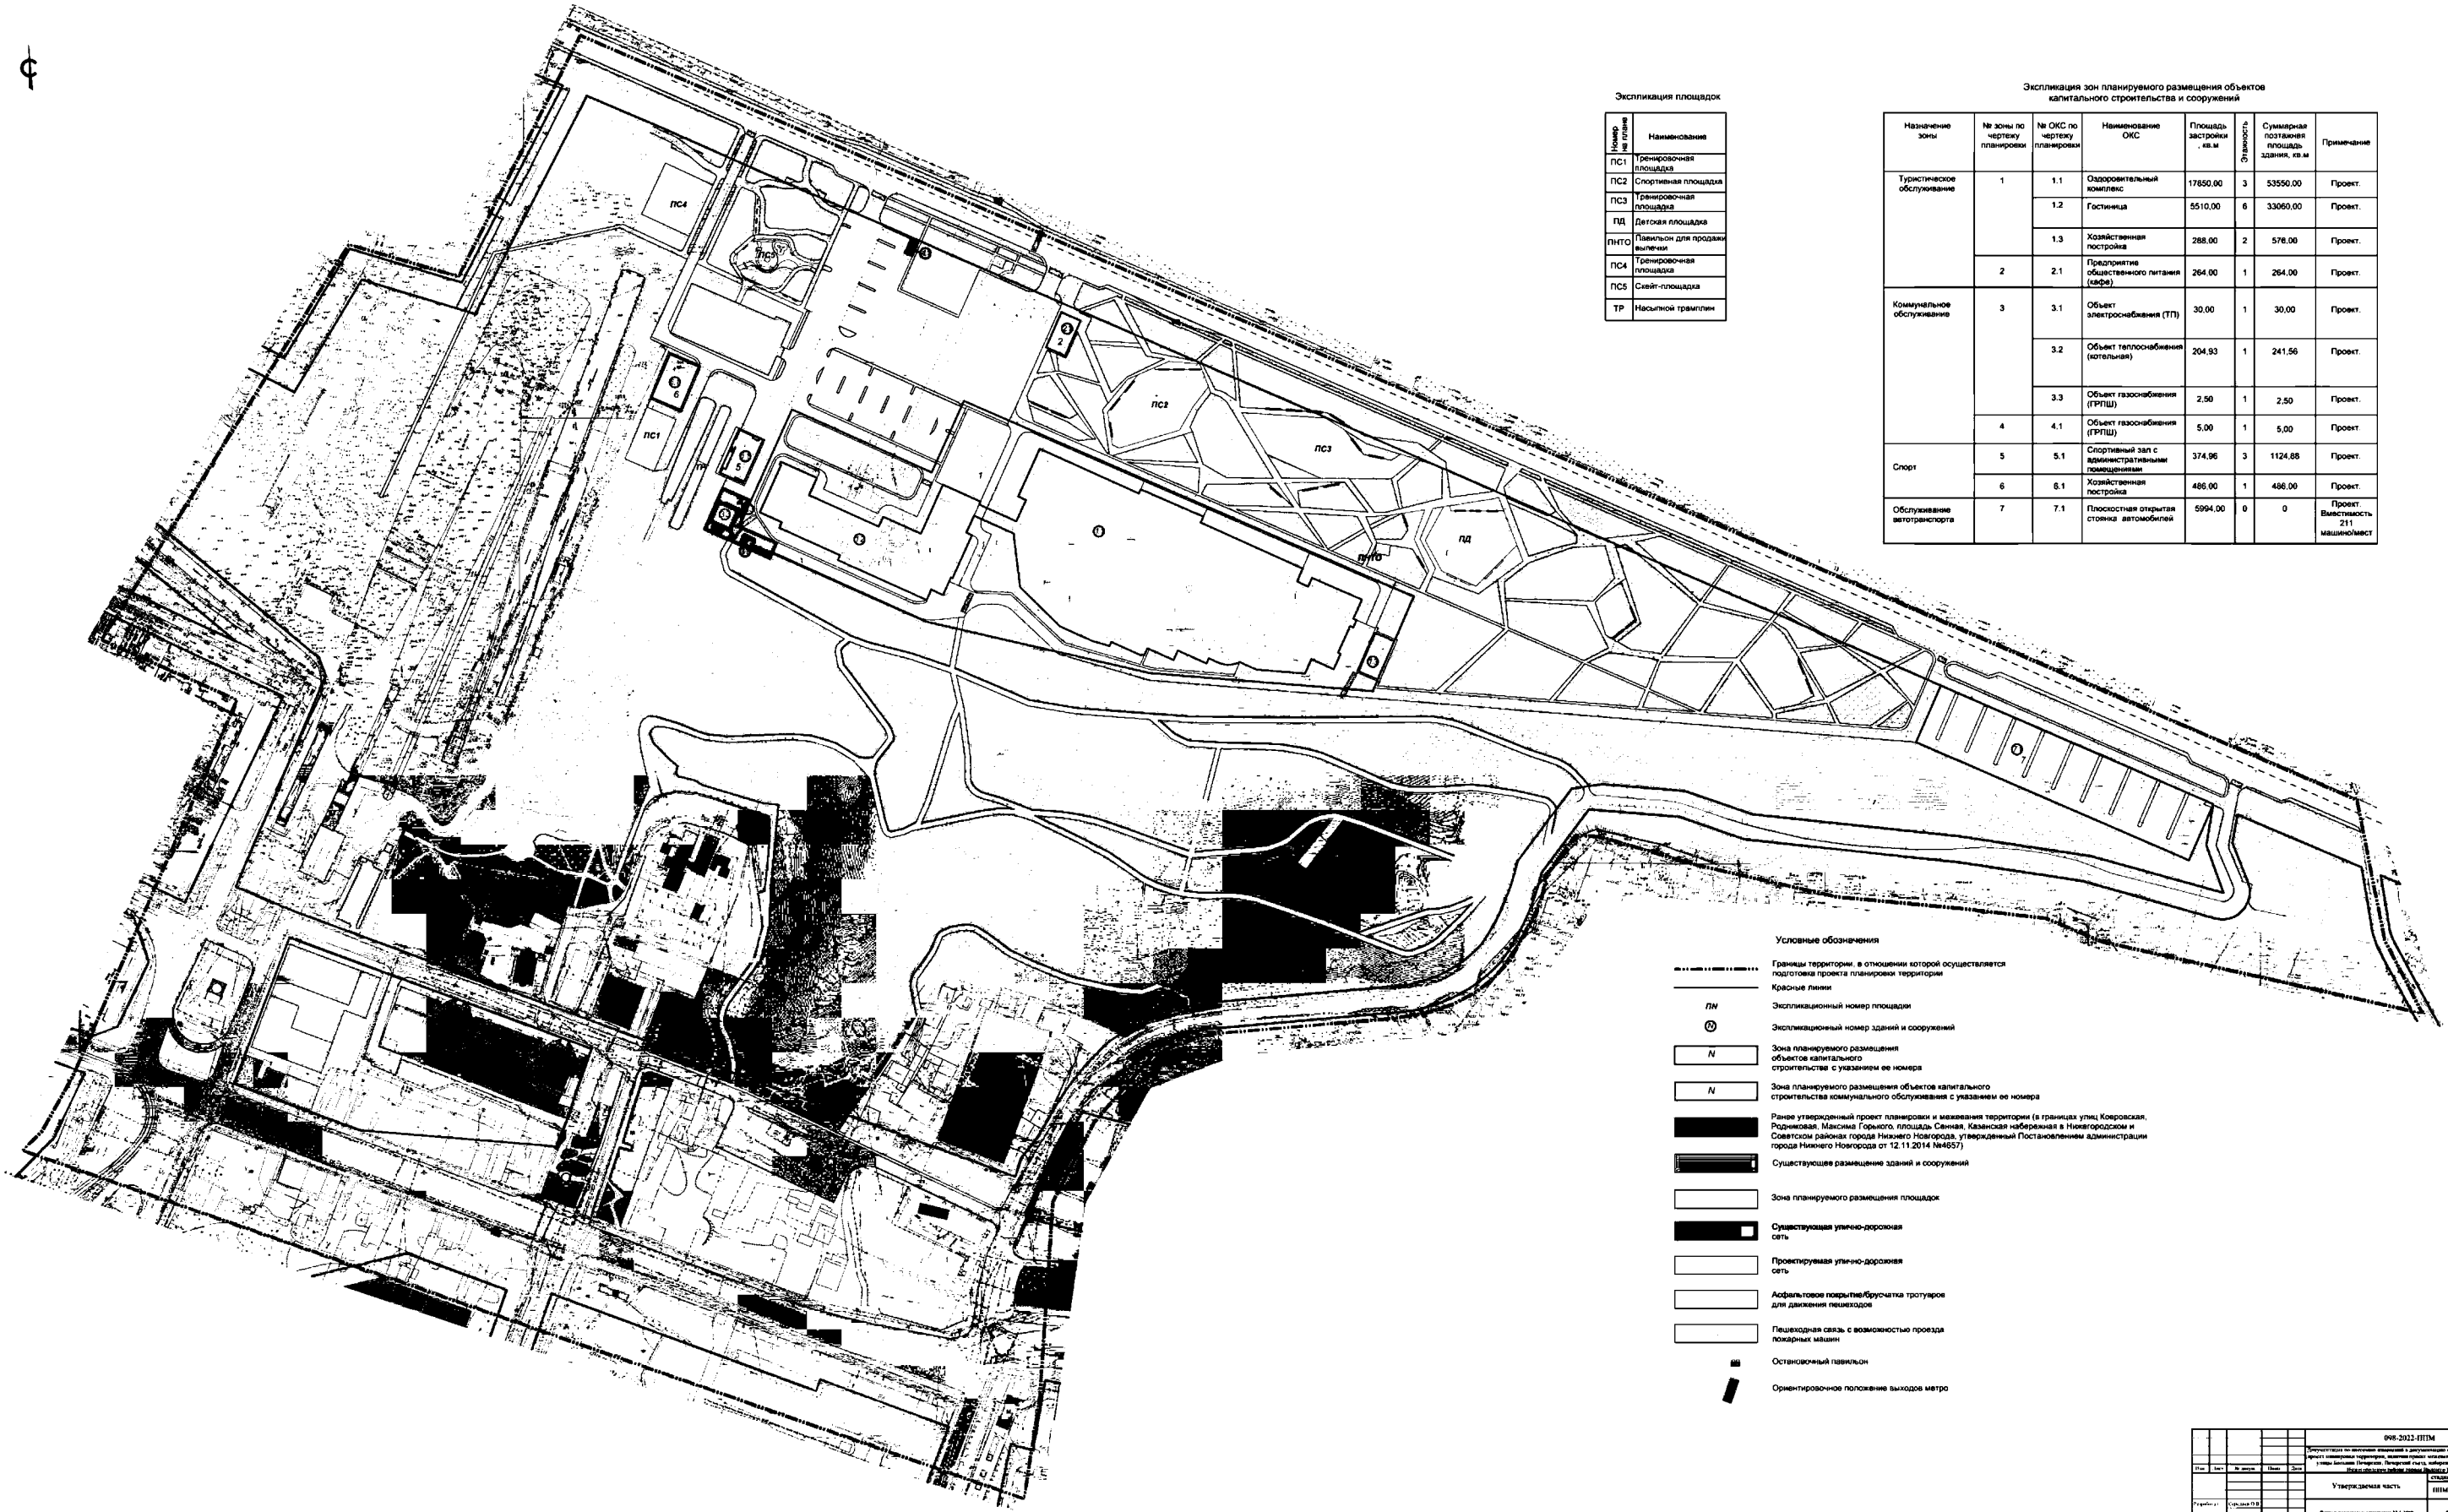 Экспликация площадок
Номер на плане
Наименование
ПС1 Тренировочная площадка
ПС2 Спортивная площадка
ПС3 Тренировочная площадка
ПД Детская площадка
ПНТО Павильон для продажи выпечки
ПС4 Тренировочная площадка
ПС5 Скейт-площадка
ТР Насыпной трамплин
Экспликация зон планируемого размещения объектов
капитального строительства и сооружений
Назначение зоны
№ зоны по чертежу планировки
№ ОКС по чертежу планировки
Наименование ОКС
Площадь застройки , кв.м
Этажность
Суммарная поэтажная площадь здания, кв.м
Примечание
Туристическое обслуживание 1 1.1 Оздоровительный комплекс 17850,00 3 53550,00 Проект.
1.2 Гостиница 5510,00 6 33060,00 Проект.
1.3 Хозяйственная постройка 288,00 2 576,00 Проект.
2 2.1 Предприятие общественного питания (кафе) 264,00 1 264,00 Проект.
Коммунальное обслуживание 3 3.1 Объект электроснабжения (ТП) 30,00 1 30,00 Проект.
3.2 Объект теплоснабжения (котельная) 204,93 1 241,56 Проект.
3.3 Объект газоснабжения (ГРПШ) 2,50 1 2,50 Проект.
4 4.1 Объект газоснабжения (ГРПШ) 5,00 1 5,00 Проект.
Спорт 5 5.1 Спортивный зал с административными помещениями 374,96 3 1124,88 Проект.
6 6.1 Хозяйственная постройка 486,00 1 486,00 Проект.
Обслуживание автотранспорта 7 7.1 Плоскостная открытая стоянка автомобилей 5994,00 0 0 Проект. Вместимость 211 машино/мест
ПС4
ПС5
2
6
ПС1
ПС2
ПС3
5
ТР
1
ПНТО
ПД
7
Условные обозначения
Границы территории, в отношении которой осуществляется
подготовка проекта планировки территории
Красные линии
ПN Экспликационный номер площадки
N Экспликационный номер зданий и сооружений
N Зона планируемого размещения
объектов капитального
строительства с указанием ее номера
N Зона планируемого размещения объектов капитального
строительства коммунального обслуживания с указанием ее номера
Ранее утвержденный проект планировки и межевания территории (в границах улиц Ковровская,
Родниковая, Максима Горького, площадь Сенная, Казанская набережная в Нижегородском и
Советском районах города Нижнего Новгорода, утвержденный Постановлением администрации
города Нижнего Новгорода от 12.11.2014 №4657)
Существующее размещение зданий и сооружений
Зона планируемого размещения площадок
Существующая улично-дорожная
сеть
Проектируемая улично-дорожная
сеть
Асфальтовое покрытие/брусчатка тротуаров
для движения пешеходов
Пешеходная связь с возможностью проезда
пожарных машин
Остановочный павильон
Ориентировочное положение выходов метро
098-2022-ППМ
Утверждаемая часть